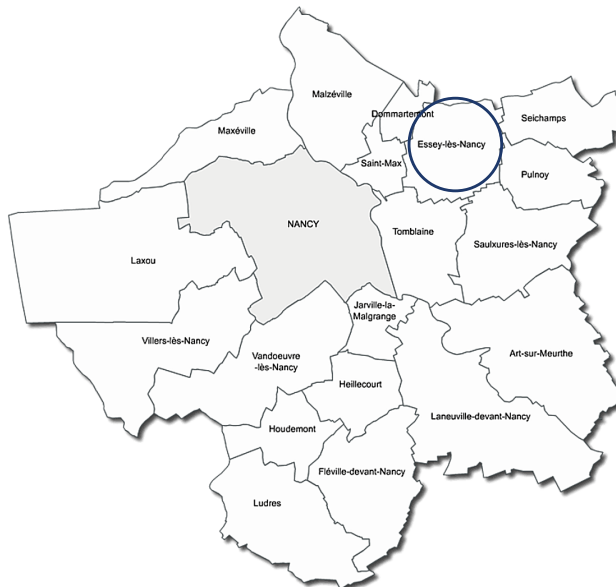 Malzéville
Dommartemont
Seichamps
Maxéville
Essey-lès-Nancy
Saint-Max
Pulnoy
NANCY
Tomblaine
Saulxures-lès-Nancy
Laxou
Jarville-la-
Malgrange
Villers-lès-Nancy
Vandoeuvre
-lès-Nancy
Art-sur-Meurthe
Heillecourt
Laneuville-devant-Nancy
Houdemont
Fléville-devant-Nancy
Ludres